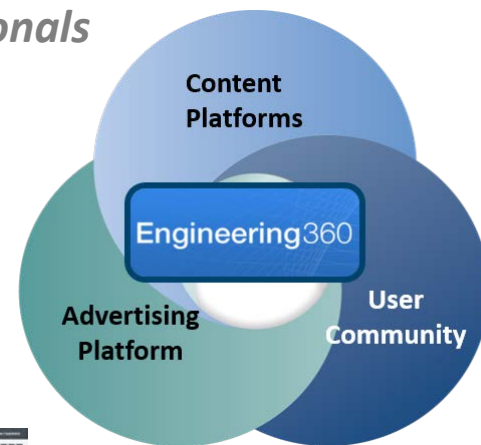 onals
Content
Platforms
Engineering360
Advertising
Platform
User
Community